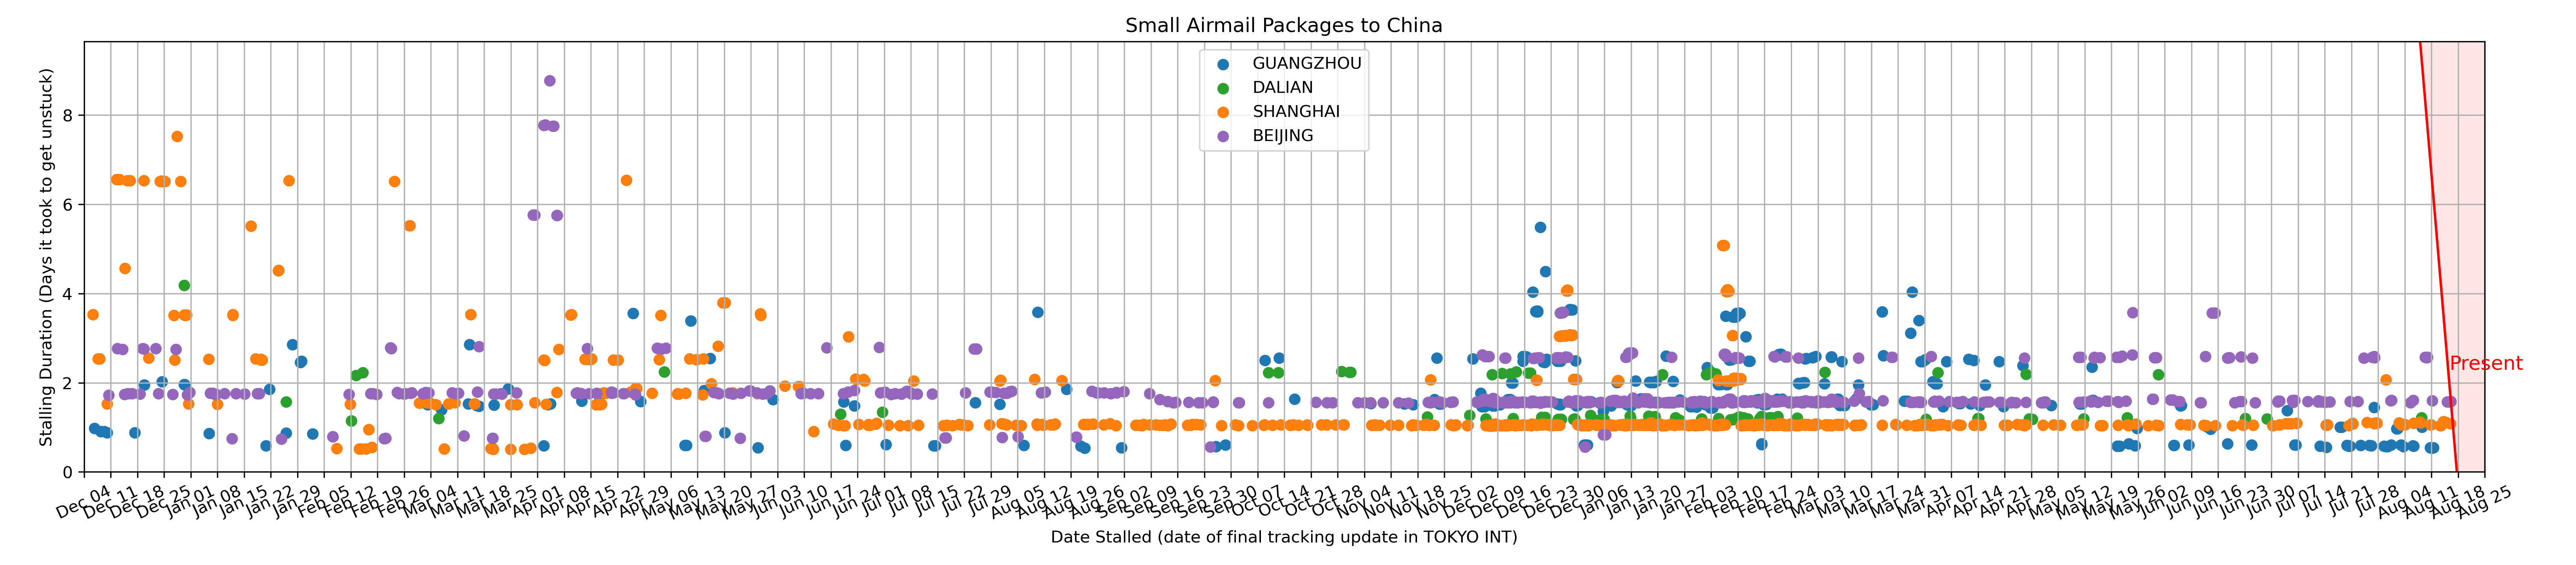 Small Airmail Packages to China
GUANGZHOU
DALIAN
SHANGHAI
BEIJING
Stalling Duration (Days it took to get unstuck)
8
6
4
2
0
Present
Dec 04 Dec 11 Dec 18 Dec 25 Jan 01 Jan 08 Jan 15 Jan 22 Jan 29 Feb 05 Feb 12 Feb 19 Feb 26 Mar 04 Mar 11 Mar 18 Mar 25 Apr 01 Apr 08 Apr 15 Apr 22 Apr 29 May 06 May 13 May 20 May 27 Jun 03 Jun 10 Jun 17 Jun 24 Jul 01 Jul 08 Jul 15 Jul 22 Jul 29 Aug 05 Aug 12 Aug 19 Aug 26 Sep 02 Sep 09 Sep 16 Sep 23 Sep 30 Oct 07 Oct 14 Oct 21 Oct 28 Nov 04 Nov 11 Nov 18 Nov 25 Dec 02 Dec 09 Dec 16 Dec 23 Dec 30 Jan 06 Jan 13 Jan 20 Jan 27 Feb 03 Feb 10 Feb 17 Feb 24 Mar 03 Mar 10 Mar 17 Mar 24 Mar 31 Apr 07 Apr 14 Apr 21 Apr 28 May 05 May 12 May 19 May 26 Jun 02 Jun 09 Jun 16 Jun 23 Jun 30 Jul 07 Jul 14 Jul 21 Jul 28 Aug 04 Aug 11 Aug 18 Aug 25
Date Stalled (date of final tracking update in TOKYO INT)